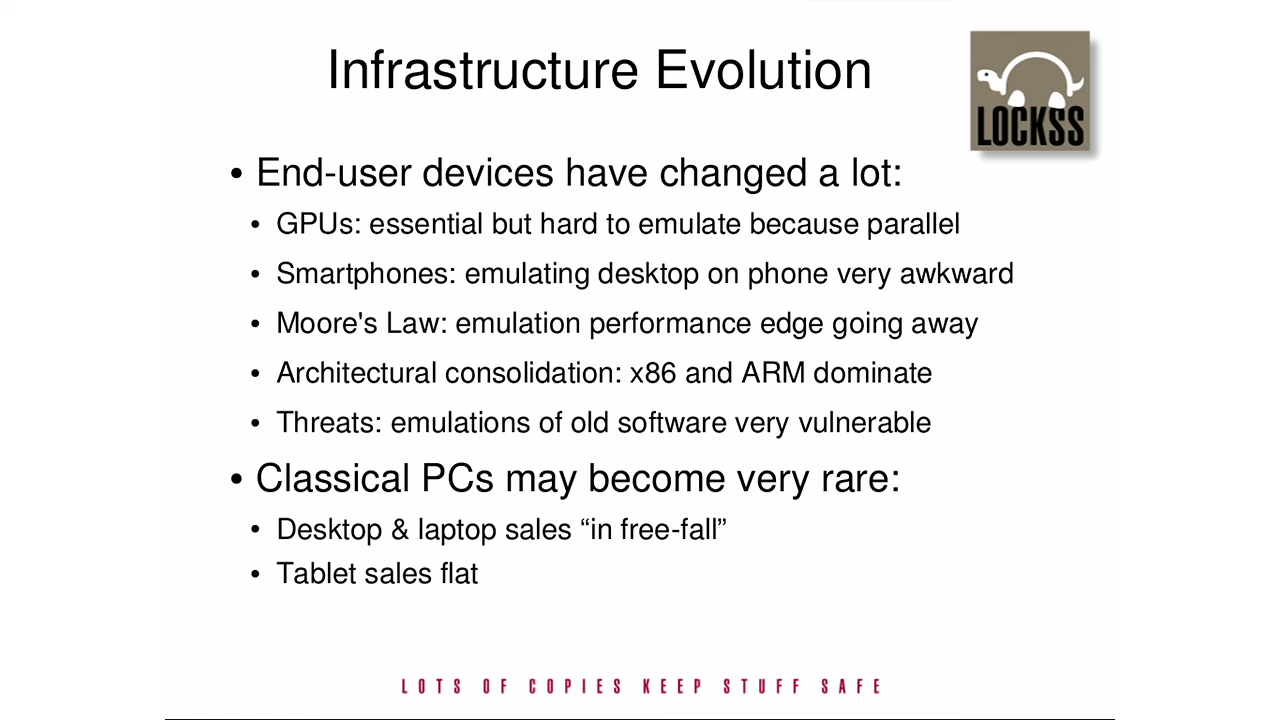 Infrastructure Evolution
LOCKSS
• End-user devices have changed a lot:
• GPUs: essential but hard to emulate because parallel
• Smartphones: emulating desktop on phone very awkward
• Moore's Law: emulation performance edge going away
• Architectural consolidation: x86 and ARM dominate
• Threats: emulations of old software very vulnerable
• Classical PCs may become very rare:
• Desktop & laptop sales “in free-fall”
• Tablet sales flat
LOTS OF COPIES KEEP STUFF SAFE